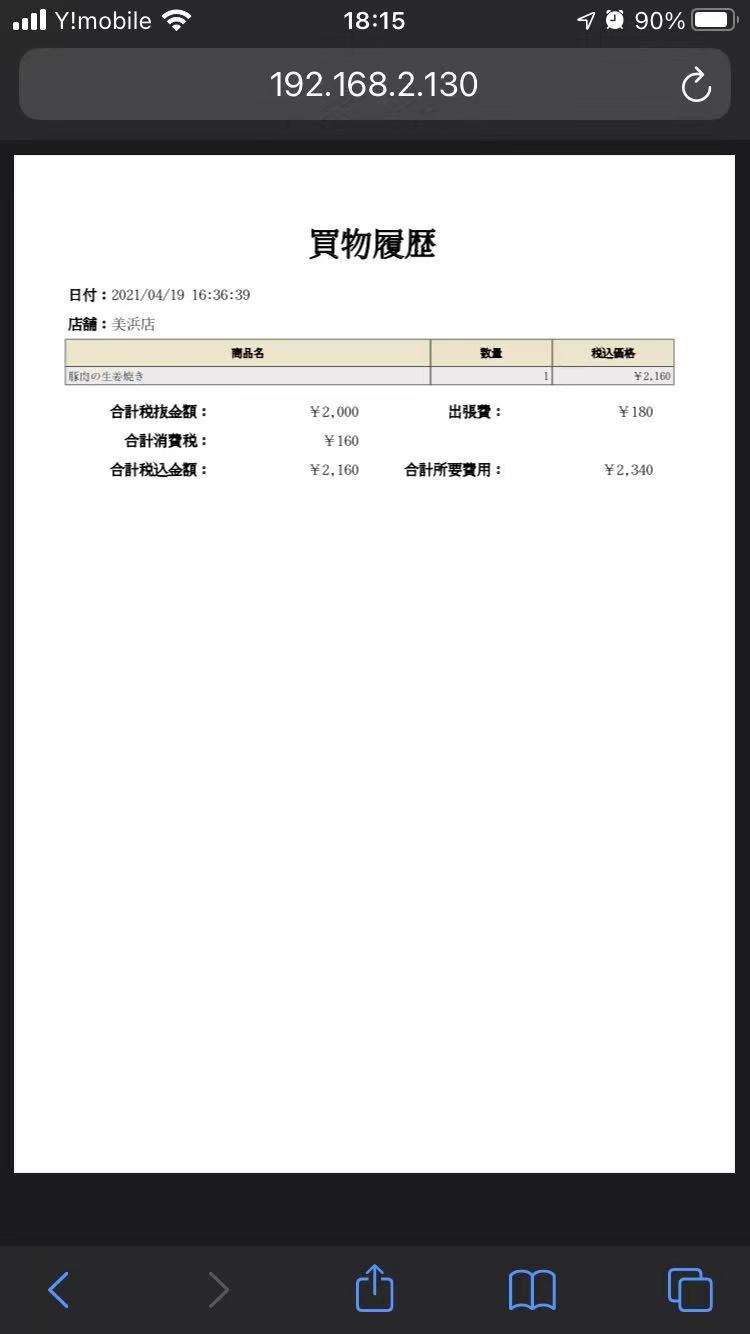 Y!mobile 18:15 90%
192.168.2.130
買物履歴
日付：2021/04/19 16:36:39
店舗：美浜店
商品名 数量 税込価格
豚肉の生姜焼き 1 ￥2,160
合計税抜金額： ￥2,000 出張費： ￥180
合計消費税： ￥160
合計税込金額： ￥2,160 合計所要費用： ￥2,340